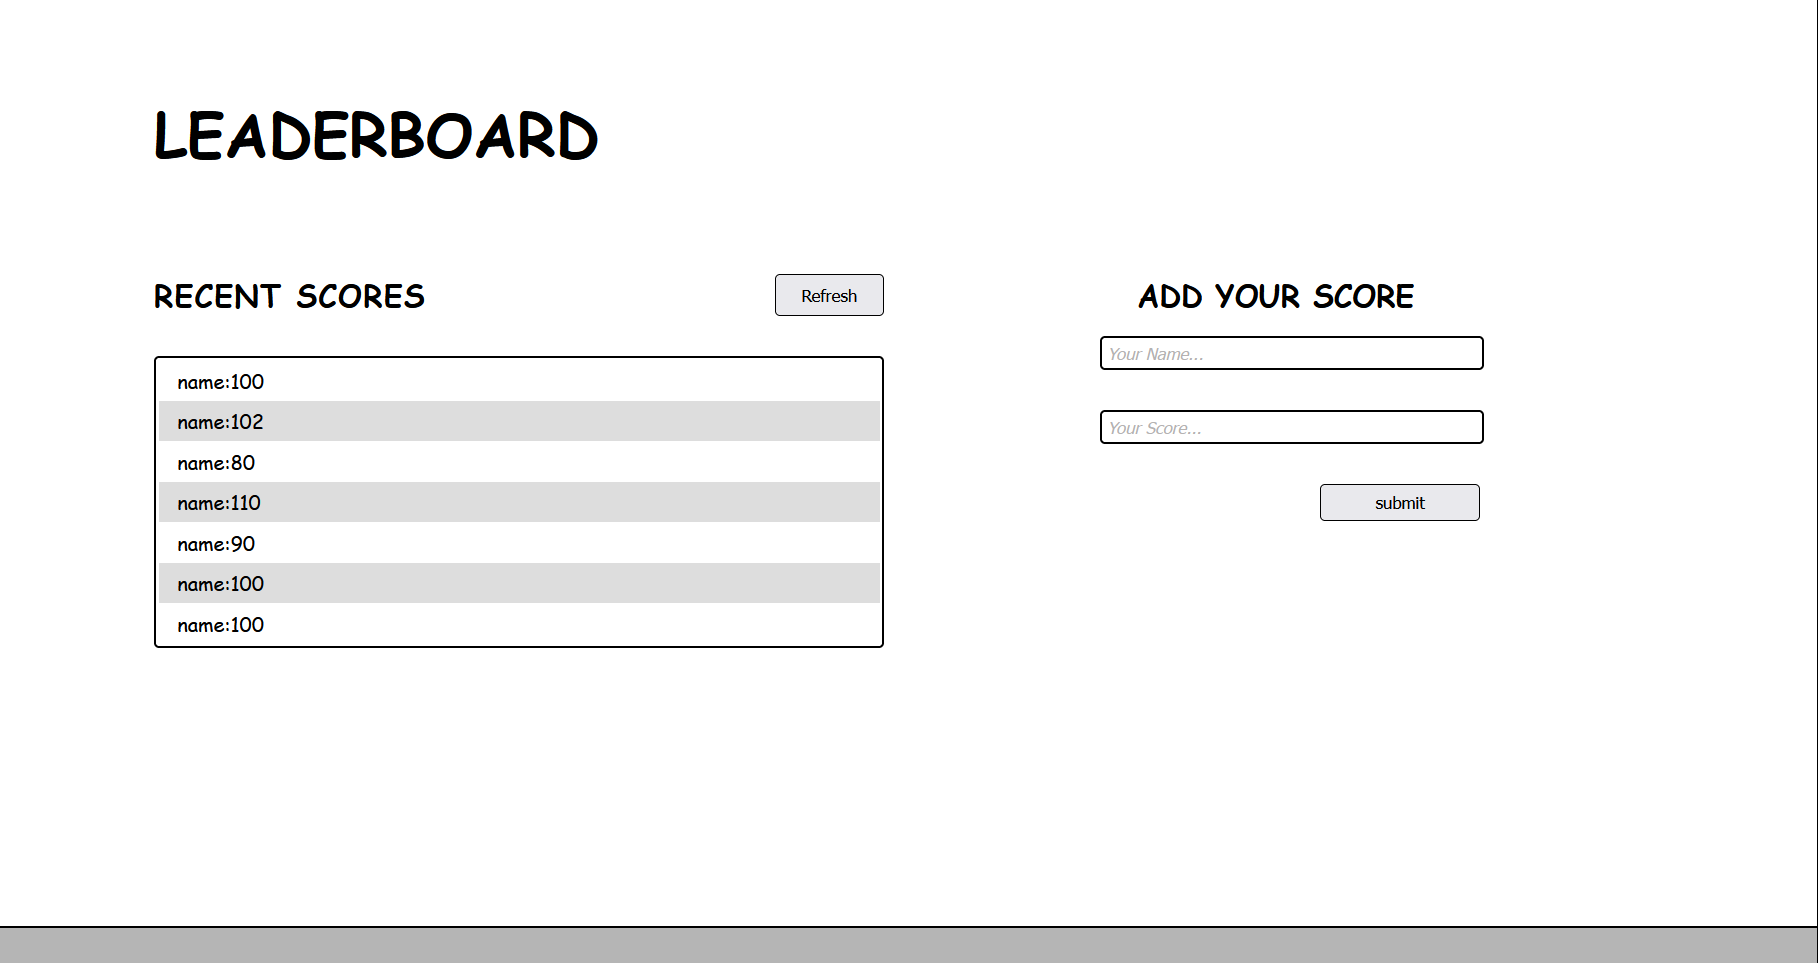 LEADERBOARD
RECENT SCORES
Refresh
name:100
name:102
name:80
name:110
name:90
name:100
name:100
ADD YOUR SCORE
Your Name...
Your Score...
submit